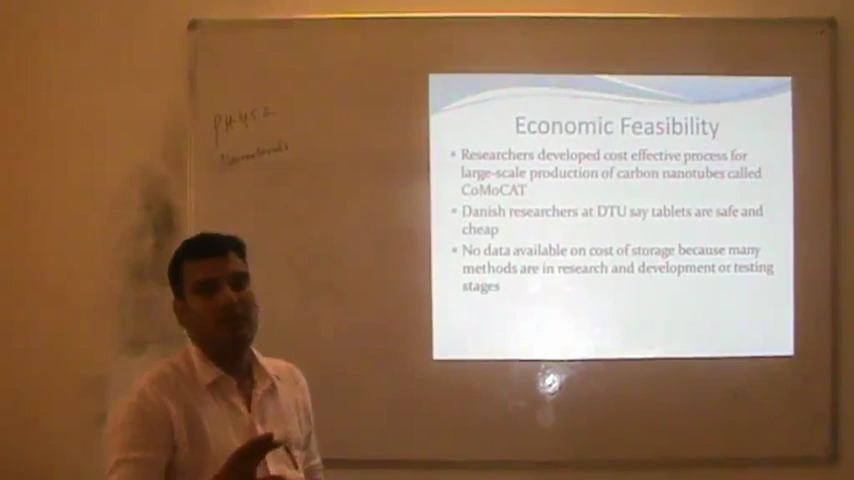 PH 452
Economic Feasibility
Researchers developed cost effective process for
large-scale production of carbon nanotubes called
CoMoCAT
Danish researchers at DTU say tablets are safe and
cheap
No data available on cost of storage because many
methods are in research and development or testing
stages